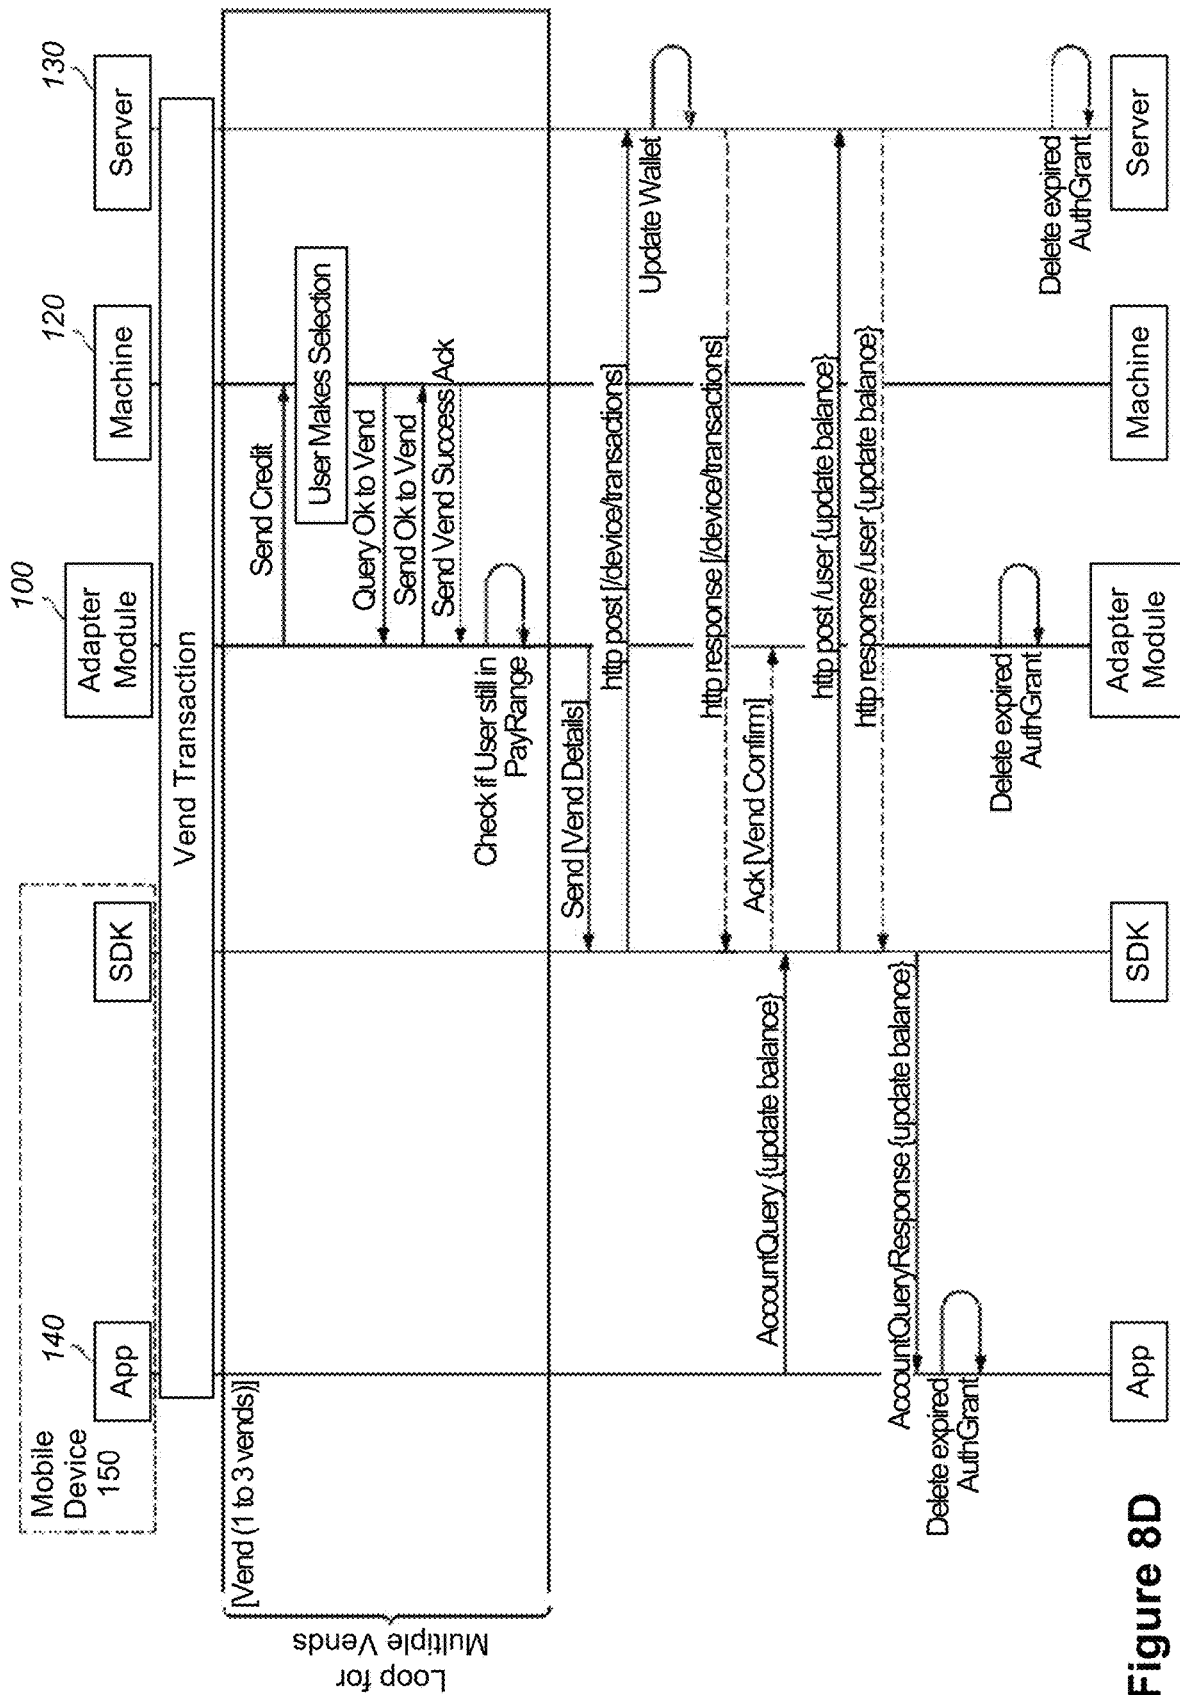 Mobile
Device
150
140
100
120
130
App
SDK
Adapter
Module
Machine
Server
Vend Transaction
[Vend (1 to 3 vends)]
Loop for
Multiple Vends
Send Credit
User Makes Selection
Query Ok to Vend
Send Ok to Vend
Send Vend Success Ack
Check if User still in
PayRange
Send [Vend Details]
http post [/device/transactions]
Update Wallet
http response [/device/transactions]
Ack [Vend Confirm]
AccountQuery {update balance}
http post /user {update balance}
http response /user {update balance}
AccountQueryResponse {update balance}
Delete expired
AuthGrant
Delete expired
AuthGrant
Delete expired
AuthGrant
App
SDK
Adapter
Module
Machine
Server
Figure 8D